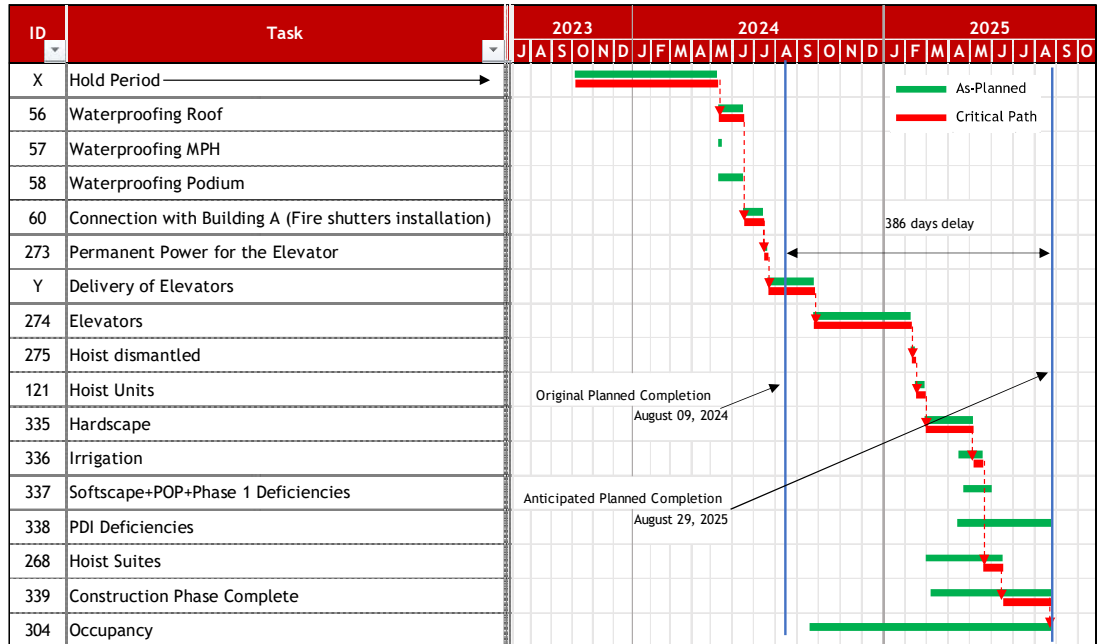 ID Task 2023 2024 2025
J A S O N D J F M A M J J A S O N D J F M A M J J A S O
X Hold Period
As-Planned
56 Waterproofing Roof
Critical Path
57 Waterproofing MPH
58 Waterproofing Podium
60 Connection with Building A (Fire shutters installation)
386 days delay
273 Permanent Power for the Elevator
Y Delivery of Elevators
274 Elevators
275 Hoist dismantled
121 Hoist Units
Original Planned Completion
August 09, 2024
335 Hardscape
336 Irrigation
337 Softscape+POP+Phase 1 Deficiencies
Anticipated Planned Completion
August 29, 2025
338 PDI Deficiencies
268 Hoist Suites
339 Construction Phase Complete
304 Occupancy